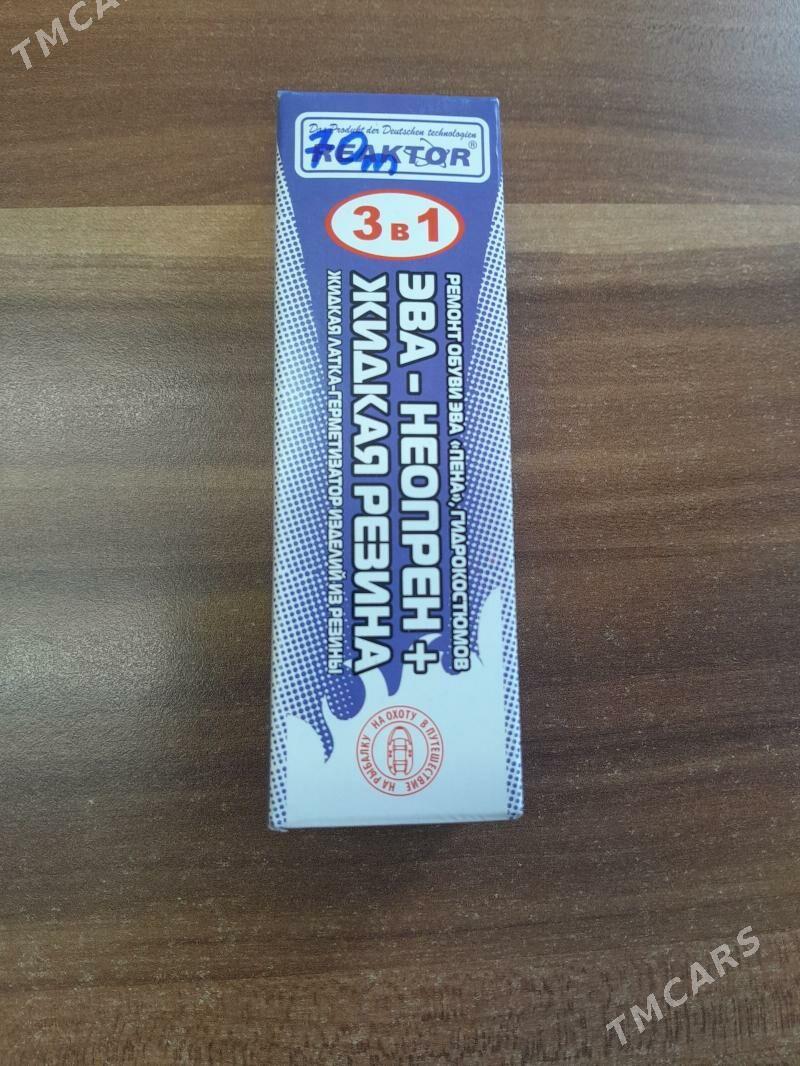 TMCARS
Das Produkt der Deutschen technologien
REAKTOR®
70m
3 в 1
РЕМОНТ ОБУВИ ЭВА «ПЕНА», ГИДРОКОСТЮМОВ
ЭВА - НЕОПРЕН +
ЖИДКАЯ РЕЗИНА
ЖИДКАЯ ЛАТКА-ГЕРМЕТИЗАТОР ИЗДЕЛИЙ ИЗ РЕЗИНЫ
НА РЫБАЛКУ НА ОХОТУ В ПУТЕШЕСТВИЕ
TMCARS